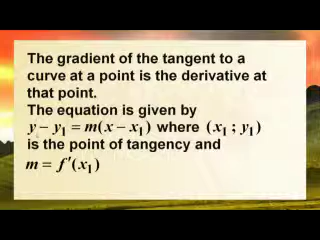 The gradient of the tangent to a
curve at a point is the derivative at
that point.
The equation is given by
y − y₁ = m(x − x₁) where (x₁ ; y₁)
is the point of tangency and
m = f′(x₁)